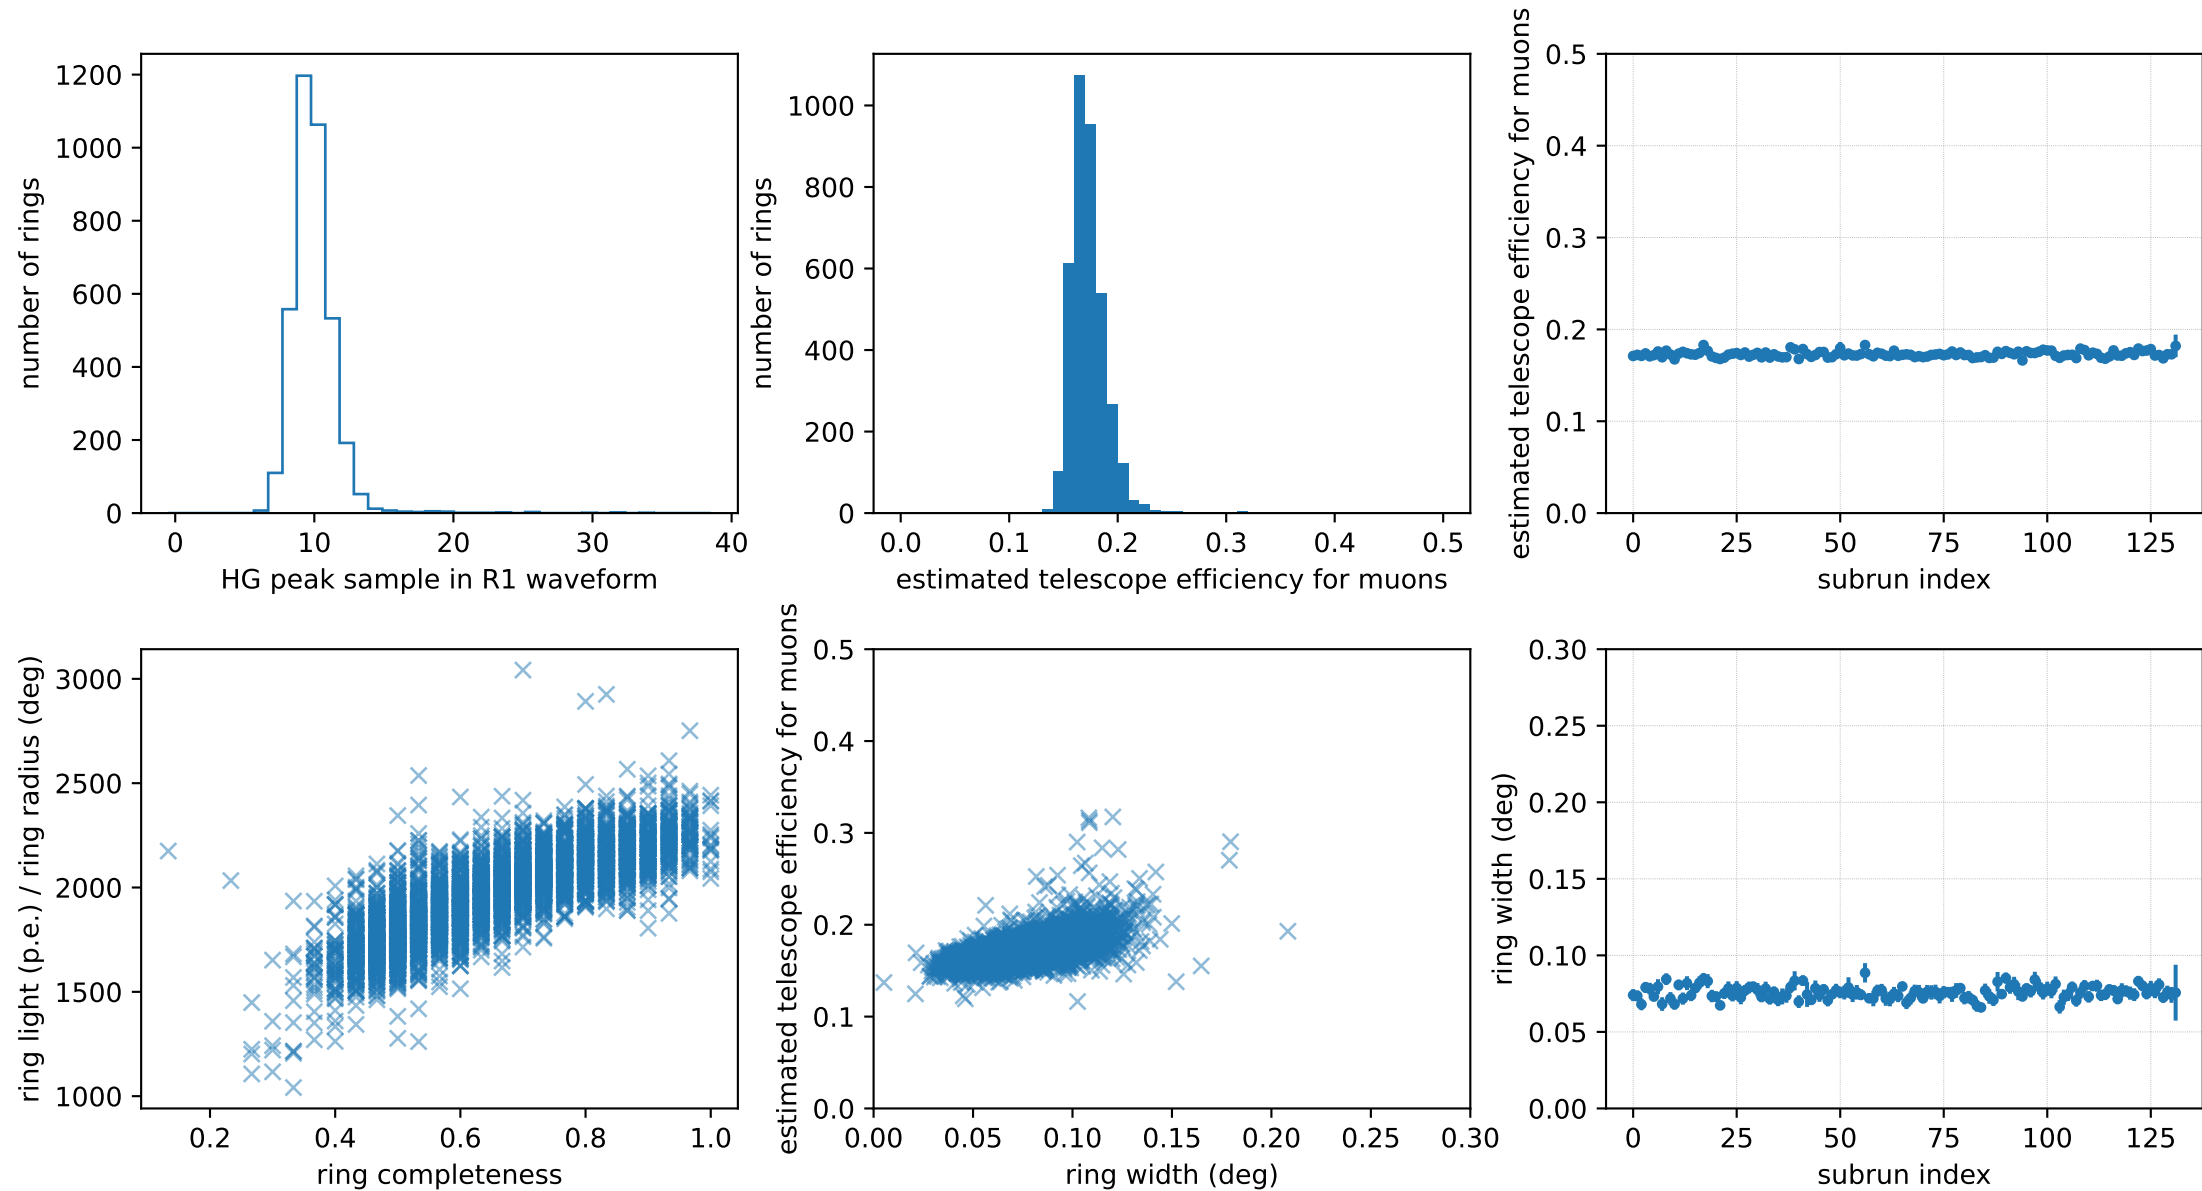 number of rings
1200
1000
800
600
400
200
0
0 10 20 30 40
HG peak sample in R1 waveform
number of rings
1000
800
600
400
200
0
0.0 0.1 0.2 0.3 0.4 0.5
estimated telescope efficiency for muons
estimated telescope efficiency for muons
0.5
0.4
0.3
0.2
0.1
0.0
0 25 50 75 100 125
subrun index
ring light (p.e.) / ring radius (deg)
3000
2500
2000
1500
1000
0.2 0.4 0.6 0.8 1.0
ring completeness
estimated telescope efficiency for muons
0.5
0.4
0.3
0.2
0.1
0.0
0.00 0.05 0.10 0.15 0.20 0.25 0.30
ring width (deg)
ring width (deg)
0.30
0.25
0.20
0.15
0.10
0.05
0.00
0 25 50 75 100 125
subrun index